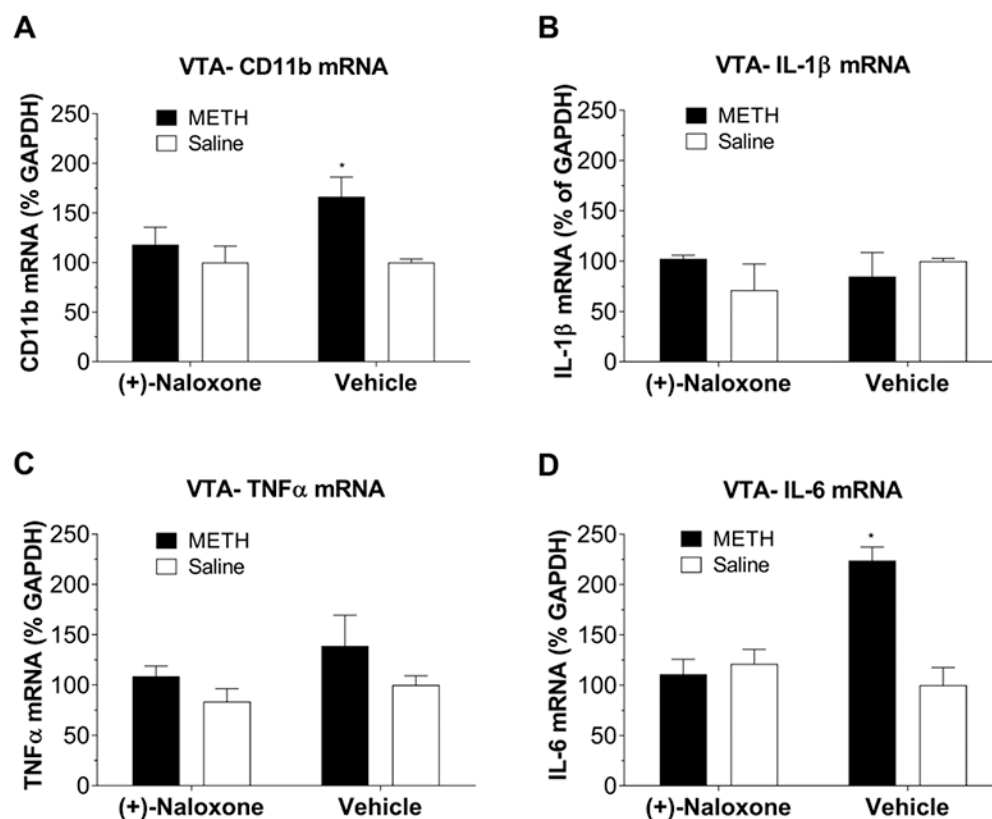 A
VTA- CD11b mRNA
CD11b mRNA (% GAPDH)
250
200
150
100
50
0
METH
Saline
*
(+)-Naloxone
Vehicle
B
VTA- IL-1β mRNA
IL-1β mRNA (% of GAPDH)
250
200
150
100
50
0
METH
Saline
(+)-Naloxone
Vehicle
C
VTA- TNFα mRNA
TNFα mRNA (% GAPDH)
250
200
150
100
50
0
METH
Saline
(+)-Naloxone
Vehicle
D
VTA- IL-6 mRNA
IL-6 mRNA (% GAPDH)
250
200
150
100
50
0
METH
Saline
*
(+)-Naloxone
Vehicle